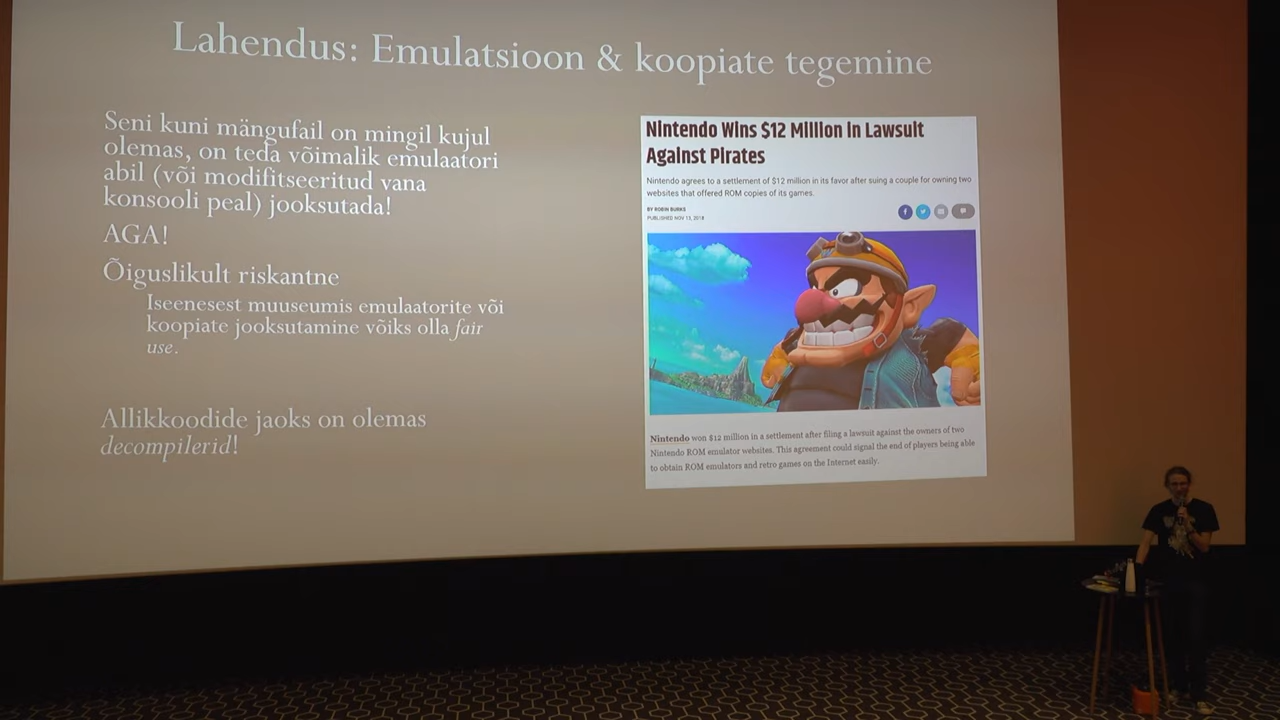 Lahendus: Emulatsioon & koopiate tegemine
Seni kuni mängufail on mingil kujul
olemas, on teda võimalik emulaatori
abil (või modifitseeritud vana
konsooli peal) jooksutada!
AGA!
Õiguslikult riskantne
Iseenesest muuseumis emulaatorite või
koopiate jooksutamine võiks olla fair
use.
Allikkoodide jaoks on olemas
decompilerid!
Nintendo Wins $12 Million in Lawsuit
Against Pirates
Nintendo agrees to a settlement of $12 million in its favor after suing a couple for owning two
websites that offered ROM copies of its games.
BY ROBIN BURKS
PUBLISHED NOV 13, 2018
Nintendo won $12 million in a settlement after filing a lawsuit against the owners of two
Nintendo ROM emulator websites. This agreement could signal the end of players being able
to obtain ROM emulators and retro games on the Internet easily.